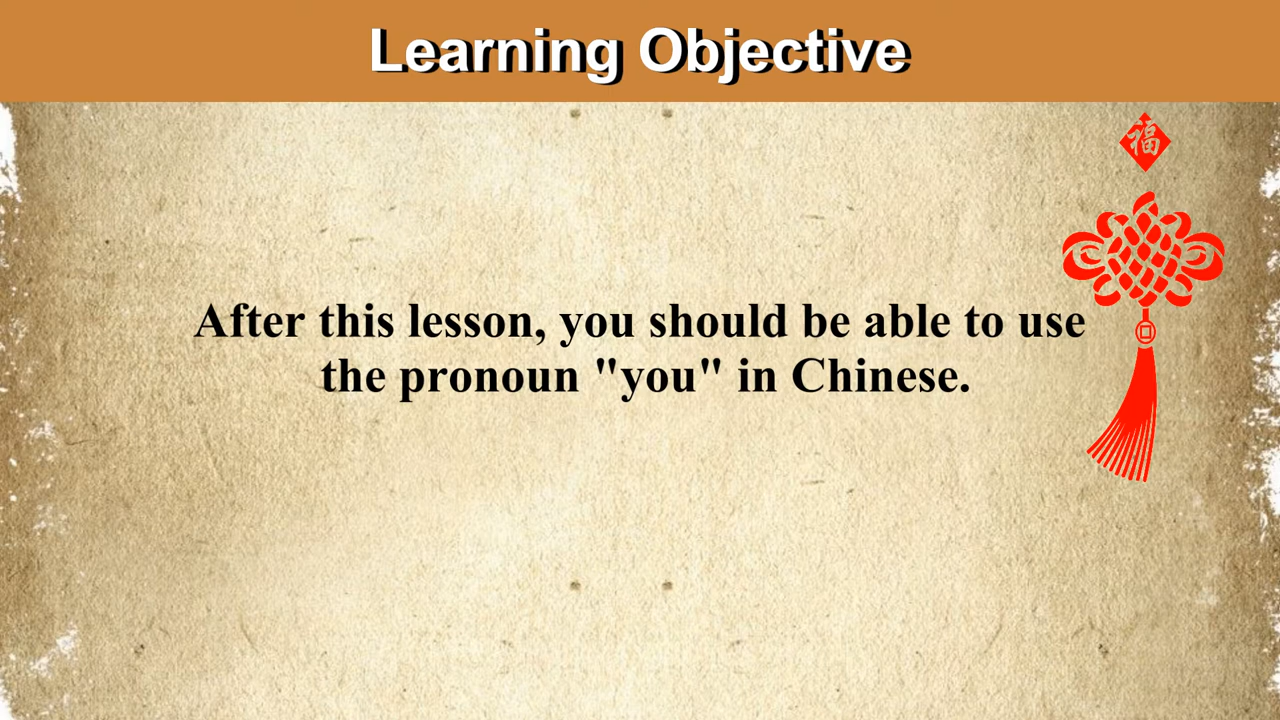 Learning Objective
福
After this lesson, you should be able to use
the pronoun "you" in Chinese.